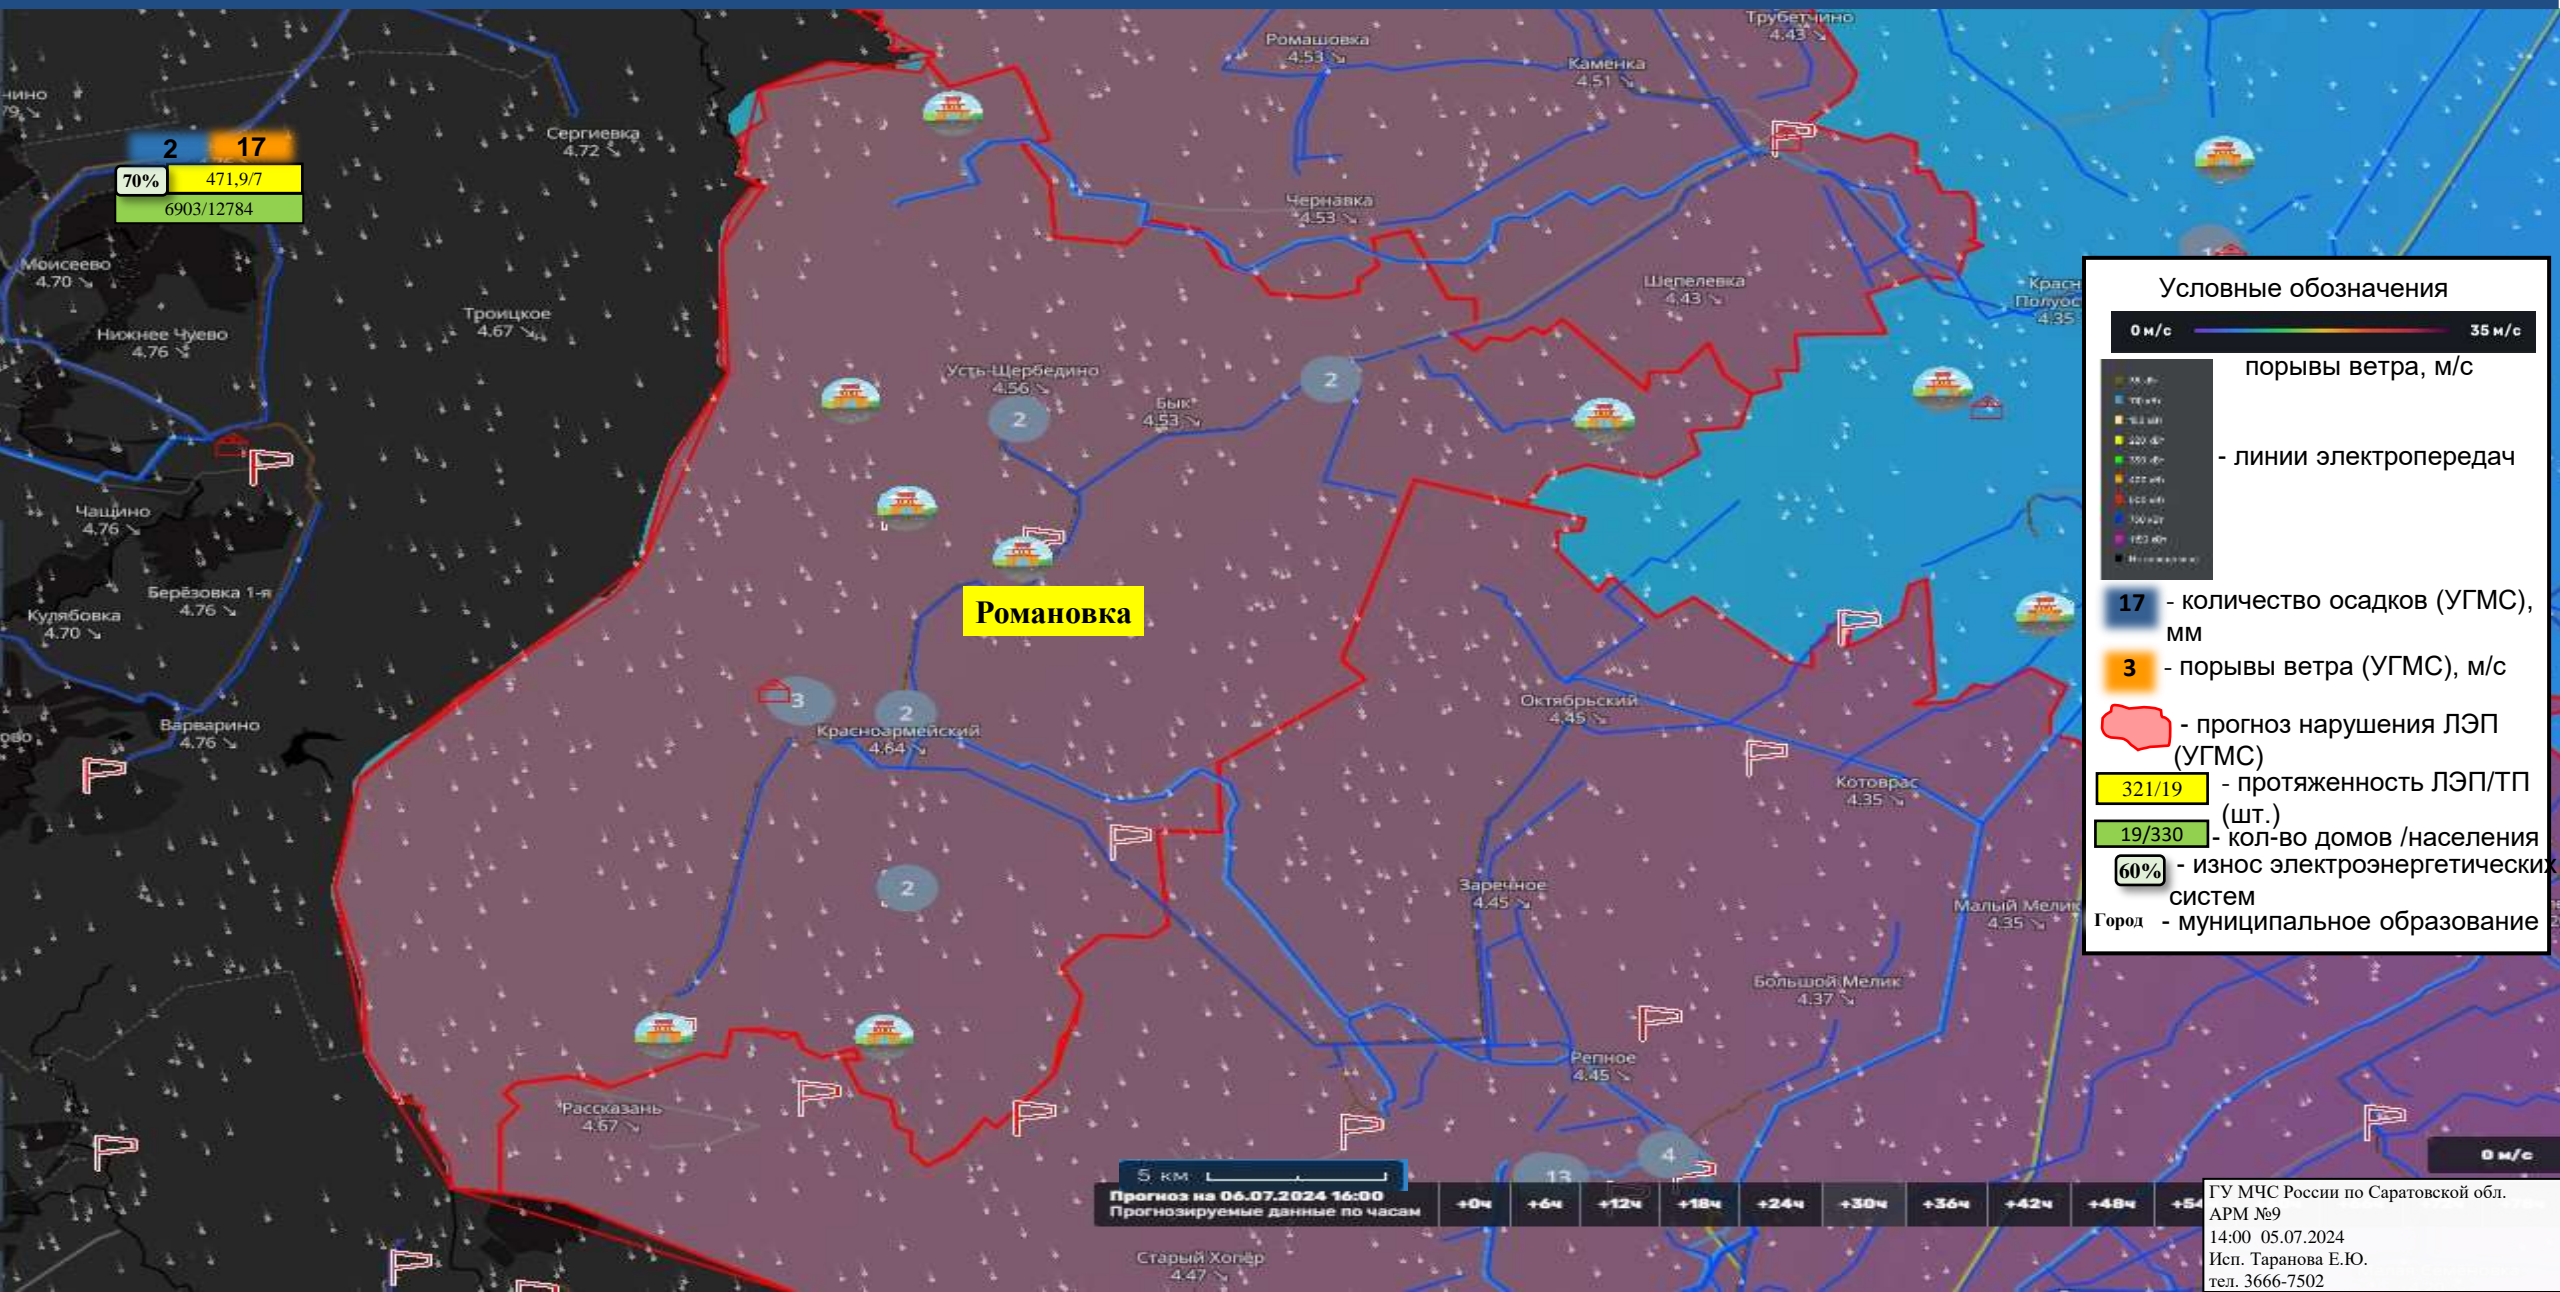 Трубетчино
4.43
Ромашовка
4.53
Каменка
4.51
Сергиевка
4.72
2 17
70% 471,9/7
6903/12784
Чернавка
4.53
Моисеево
4.70
Шепелевка
4.43
Троицкое
4.67
Нижнее Чуево
4.76
Усть-Щербедино
4.56
2
2
Бык
4.53
Чащино
4.76
Берёзовка 1-я
4.76
Кулябовка
4.70
Романовка
3
2
Красноармейский
4.64
Октябрьский
4.45
Варварино
4.76
Котоврас
4.35
2
Заречное
4.45
Малый Мелик
4.35
Большой Мелик
4.37
Репное
4.45
Рассказань
4.67
4
13
5 км
Прогноз на 06.07.2024 16:00
Прогнозируемые данные по часам
+0ч +6ч +12ч +18ч +24ч +30ч +36ч +42ч +48ч
Старый Хопёр
4.47
Условные обозначения
0 м/с 35 м/с
порывы ветра, м/с
- линии электропередач
17 - количество осадков (УГМС),
мм
3 - порывы ветра (УГМС), м/с
- прогноз нарушения ЛЭП
(УГМС)
321/19 - протяженность ЛЭП/ТП
(шт.)
19/330 - кол-во домов /населения
60% - износ электроэнергетических
систем
Город - муниципальное образование
0 м/с
ГУ МЧС России по Саратовской обл.
АРМ №9
14:00 05.07.2024
Исп. Таранова Е.Ю.
тел. 3666-7502